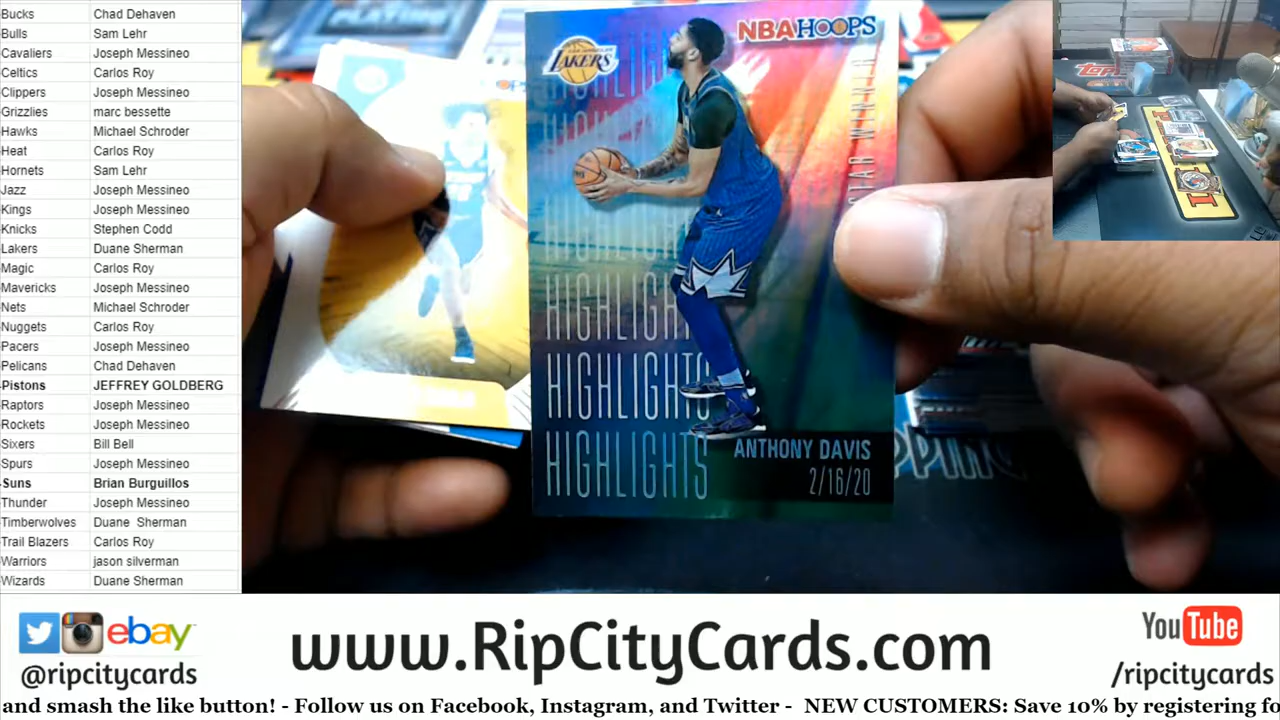 Bucks Chad Dehaven
Bulls Sam Lehr
Cavaliers Joseph Messineo
Celtics Carlos Roy
Clippers Joseph Messineo
Grizzlies marc bessette
Hawks Michael Schroder
Heat Carlos Roy
Hornets Sam Lehr
Jazz Joseph Messineo
Kings Joseph Messineo
Knicks Stephen Codd
Lakers Duane Sherman
Magic Carlos Roy
Mavericks Joseph Messineo
Nets Michael Schroder
Nuggets Carlos Roy
Pacers Joseph Messineo
Pelicans Chad Dehaven
Pistons JEFFREY GOLDBERG
Raptors Joseph Messineo
Rockets Joseph Messineo
Sixers Bill Bell
Spurs Joseph Messineo
Suns Brian Burguillos
Thunder Joseph Messineo
Timberwolves Duane Sherman
Trail Blazers Carlos Roy
Warriors jason silverman
Wizards Duane Sherman
NBA HOOPS
LAKERS
STAR WINNER
HIGHLIGHTS
HIGHLIGHTS
HIGHLIGHTS
ANTHONY DAVIS
2/16/20
ebay
@ripcitycards
www.RipCityCards.com
YouTube
/ripcitycards
and smash the like button! - Follow us on Facebook, Instagram, and Twitter - NEW CUSTOMERS: Save 10% by registering fo